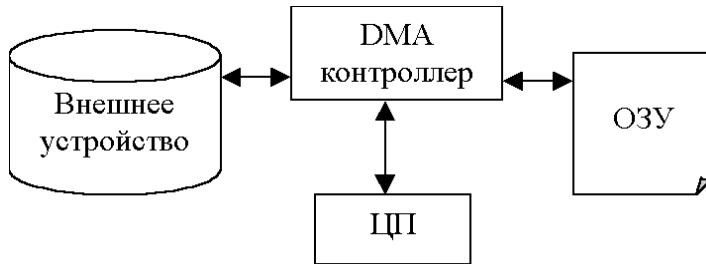 DMA
контроллер
Внешнее
устройство
ОЗУ
ЦП